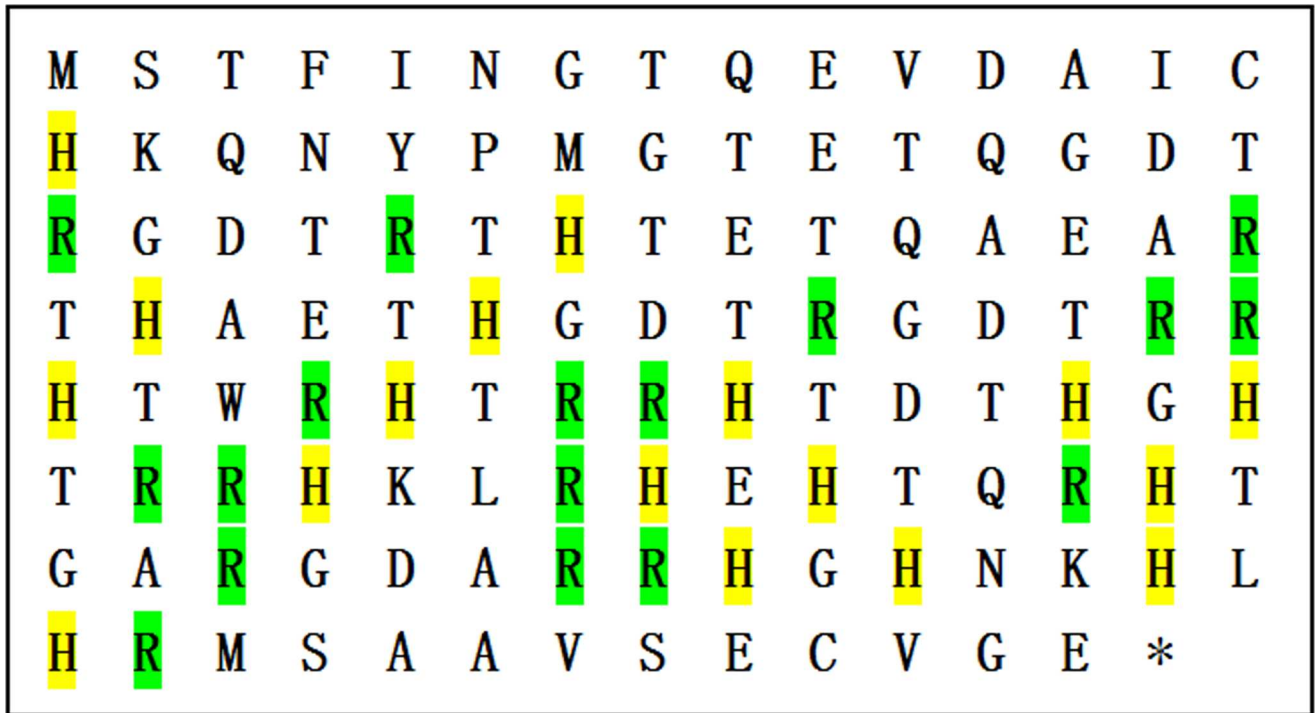 M S T F I N G T Q E V D A I C
H K Q N Y P M G T E T Q G D T
R G D T R T H T E T Q A E A R
T H A E T H G D T R G D T R R
H T W R H T R R H T D T H G H
T R R H K L R H E H T Q R H T
G A R G D A R R H G H N K H L
H R M S A A V S E C V G E *